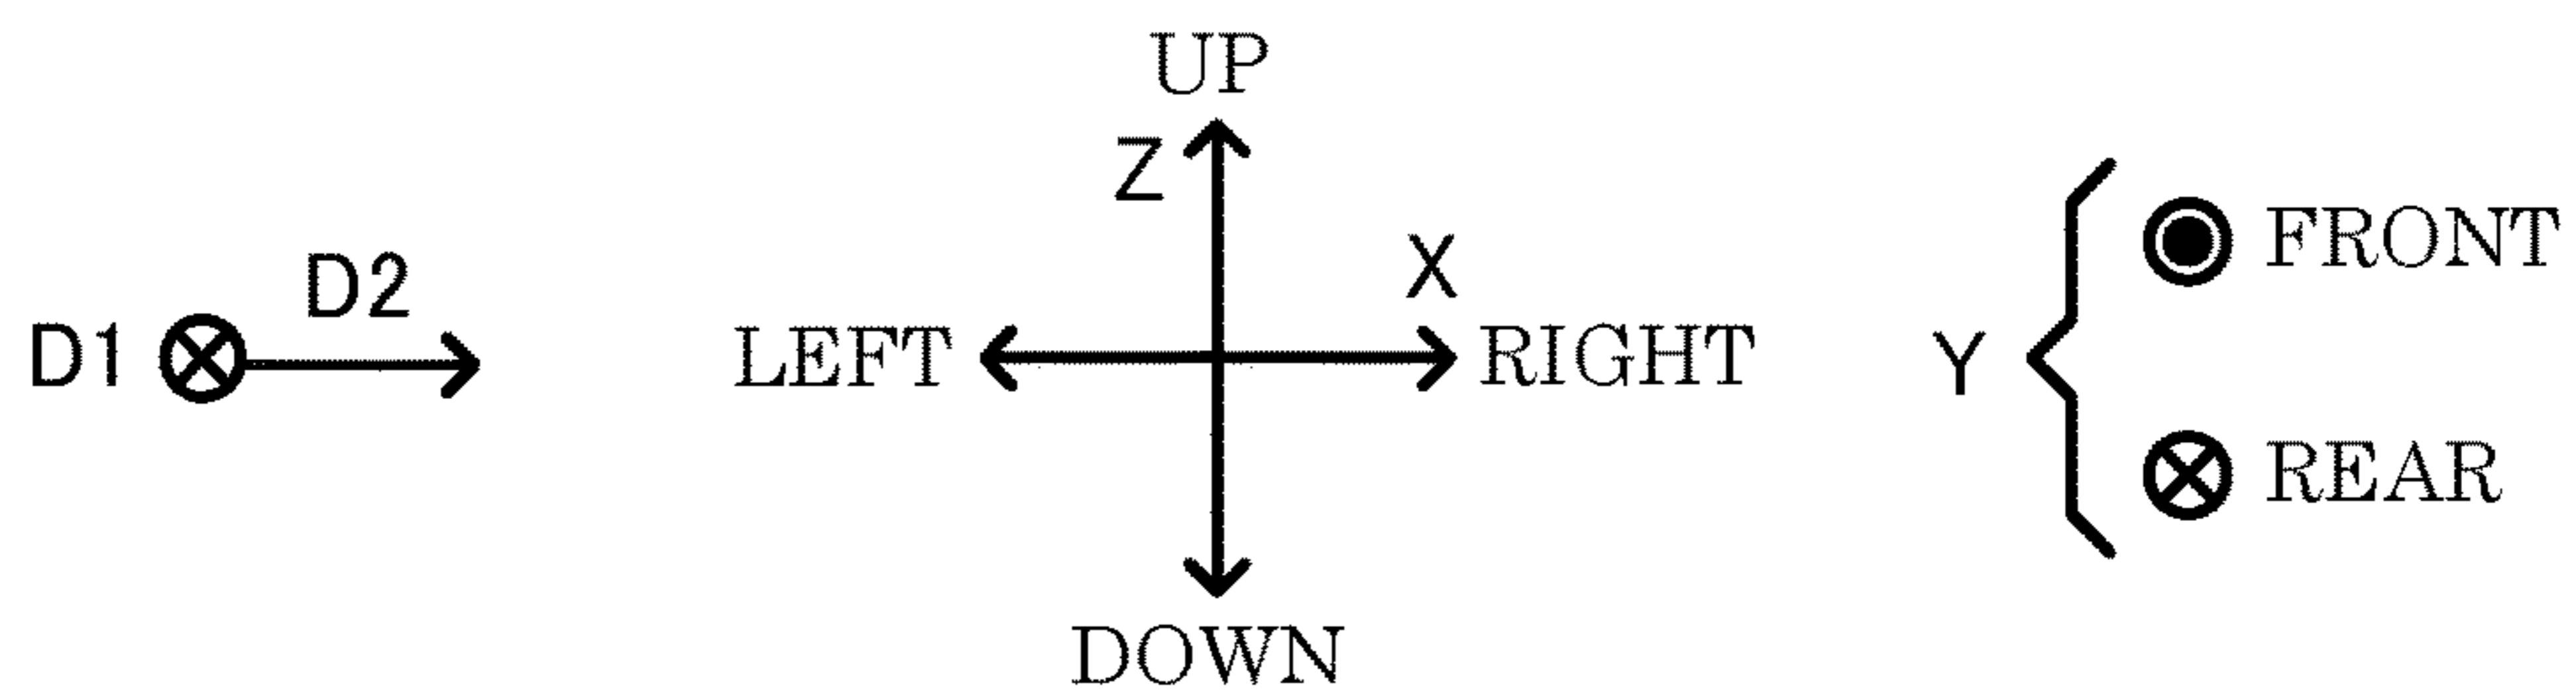 UP
Z
D1 D2
LEFT X RIGHT
Y FRONT
REAR
DOWN